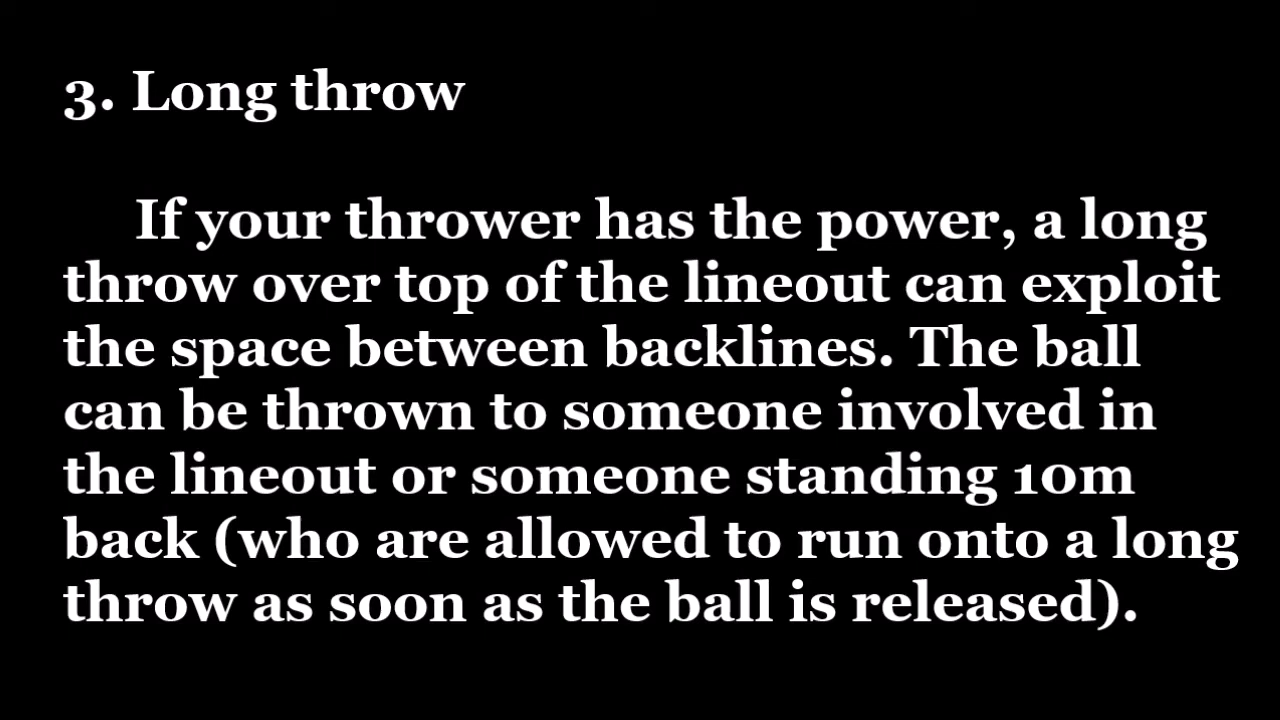 3. Long throw
If your thrower has the power, a long
throw over top of the lineout can exploit
the space between backlines. The ball
can be thrown to someone involved in
the lineout or someone standing 10m
back (who are allowed to run onto a long
throw as soon as the ball is released).